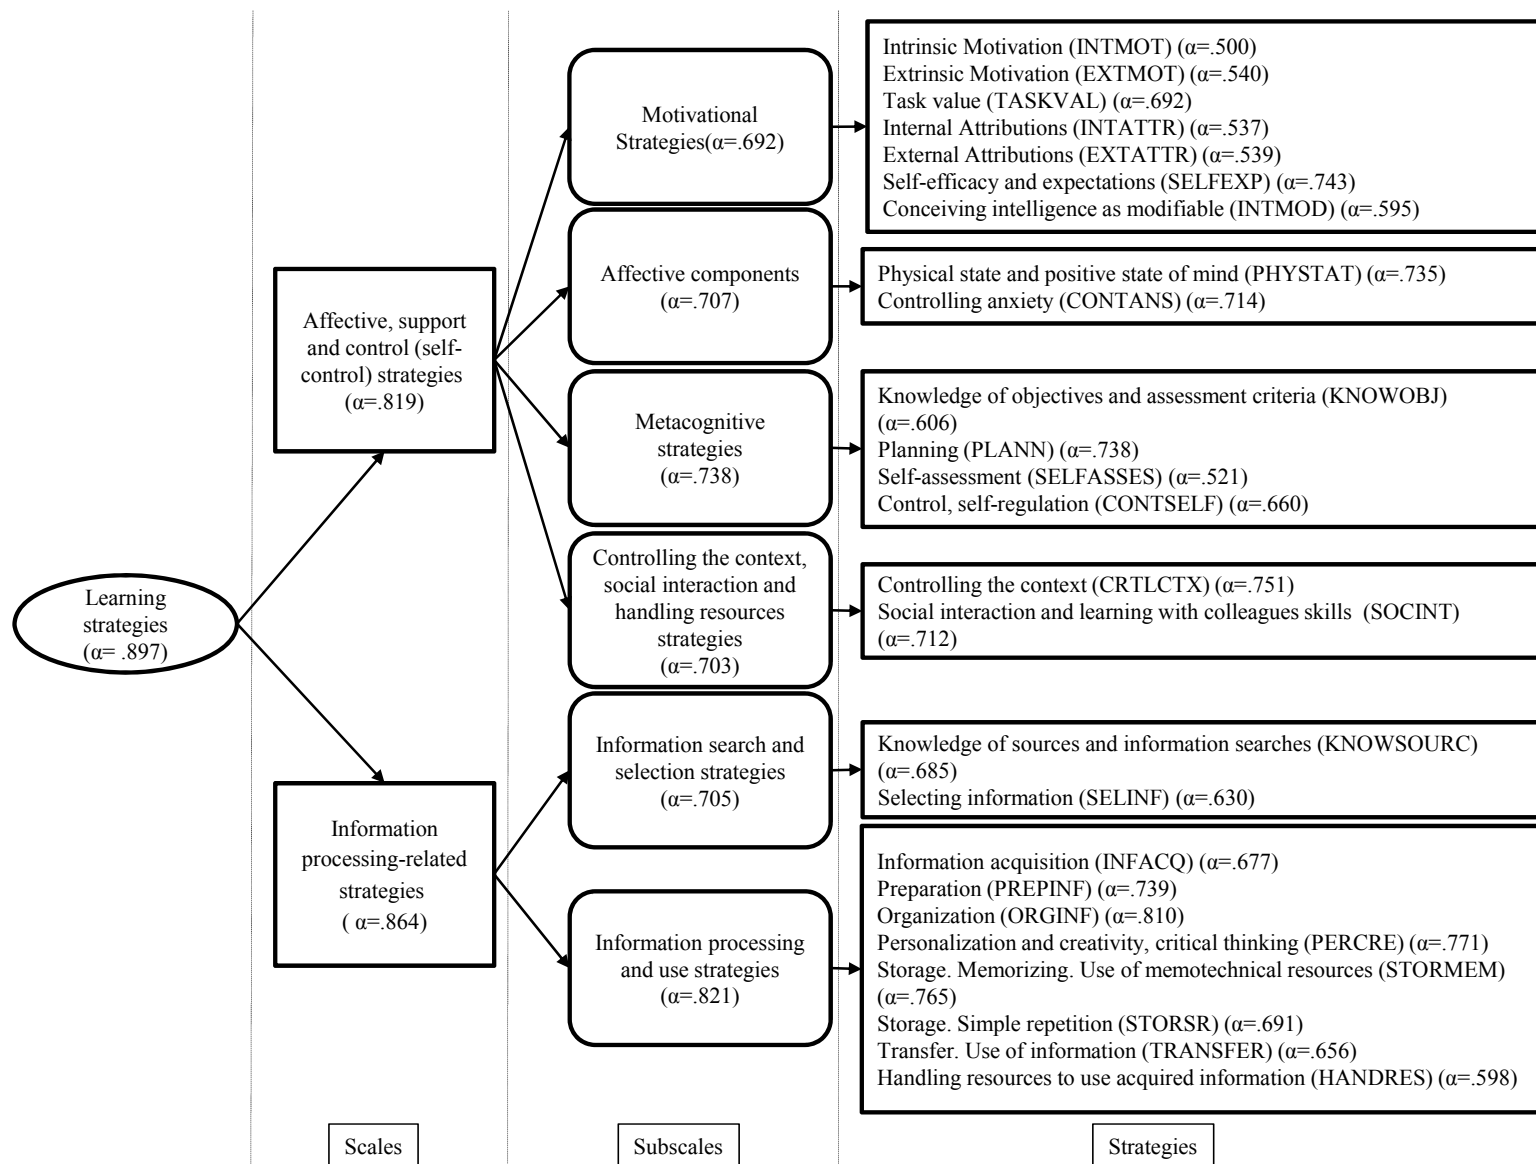 Learning
strategies
(α= .897)
Affective, support
and control (self-
control) strategies
(α=.819)
Information
processing-related
strategies
( α=.864)
Motivational
Strategies(α=.692)
Affective components
(α=.707)
Metacognitive
strategies
(α=.738)
Controlling the context,
social interaction and
handling resources
strategies
(α=.703)
Information search and
selection strategies
(α=.705)
Information processing
and use strategies
(α=.821)
Intrinsic Motivation (INTMOT) (α=.500)
Extrinsic Motivation (EXTMOT) (α=.540)
Task value (TASKVAL) (α=.692)
Internal Attributions (INTATTR) (α=.537)
External Attributions (EXTATTR) (α=.539)
Self-efficacy and expectations (SELFEXP) (α=.743)
Conceiving intelligence as modifiable (INTMOD) (α=.595)
Physical state and positive state of mind (PHYSTAT) (α=.735)
Controlling anxiety (CONTANS) (α=.714)
Knowledge of objectives and assessment criteria (KNOWOBJ)
(α=.606)
Planning (PLANN) (α=.738)
Self-assessment (SELFASSES) (α=.521)
Control, self-regulation (CONTSELF) (α=.660)
Controlling the context (CRTLCTX) (α=.751)
Social interaction and learning with colleagues skills  (SOCINT)
(α=.712)
Knowledge of sources and information searches (KNOWSOURC)
(α=.685)
Selecting information (SELINF) (α=.630)
Information acquisition (INFACQ) (α=.677)
Preparation (PREPINF) (α=.739)
Organization (ORGINF) (α=.810)
Personalization and creativity, critical thinking (PERCRE) (α=.771)
Storage. Memorizing. Use of memotechnical resources (STORMEM)
(α=.765)
Storage. Simple repetition (STORSR) (α=.691)
Transfer. Use of information (TRANSFER) (α=.656)
Handling resources to use acquired information (HANDRES) (α=.598)
Scales
Subscales
Strategies